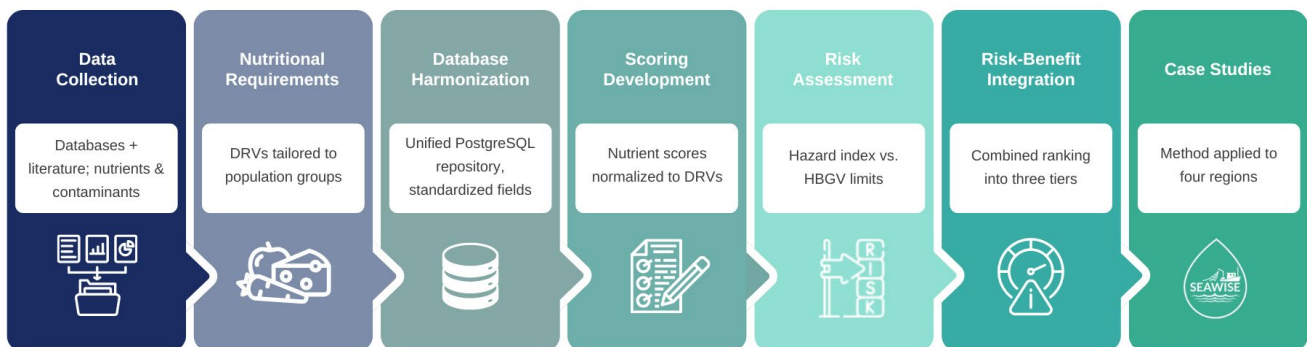 Data
Collection
Databases +
literature; nutrients &
contaminants
Nutritional
Requirements
DRVs tailored to
population groups
Database
Harmonization
Unified PostgreSQL
repository,
standardized fields
Scoring
Development
Nutrient scores
normalized to DRVs
Risk
Assessment
Hazard index vs.
HBGV limits
R
I
S
K
Risk-Benefit
Integration
Combined ranking
into three tiers
Case Studies
Method applied to
four regions
SEAWISE